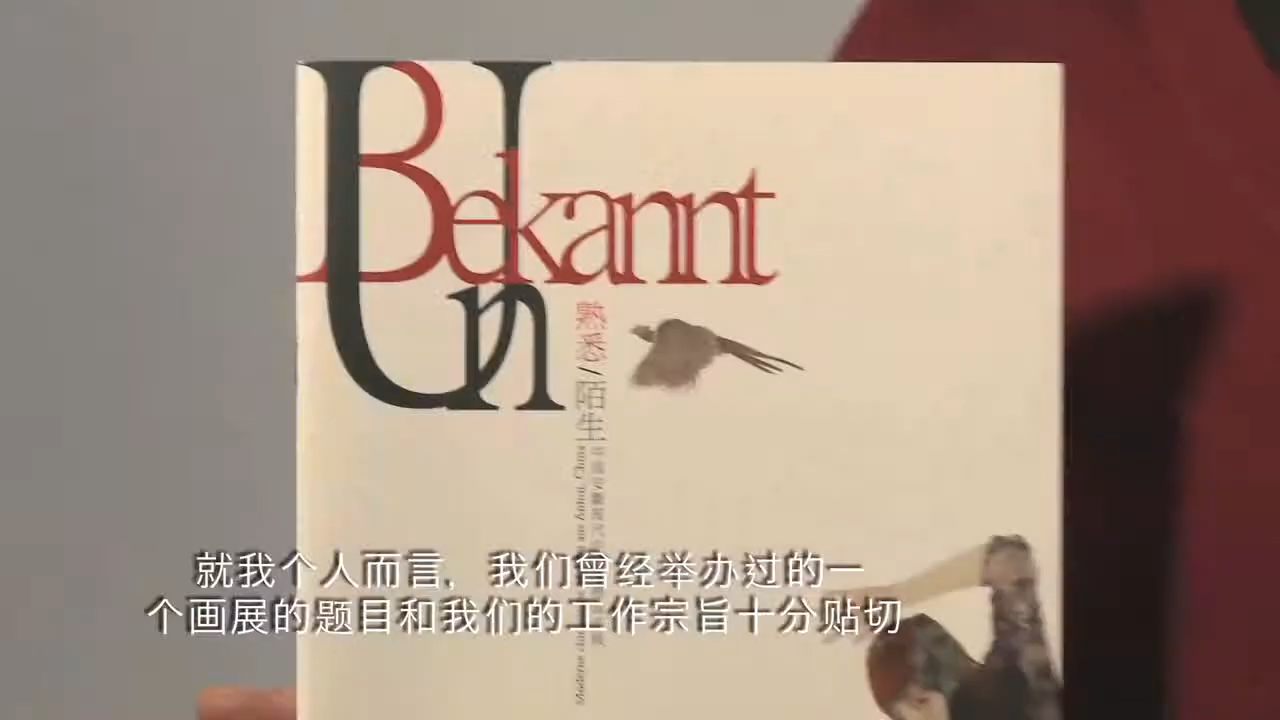 Bekannt
Un
熟悉/陌生
就我个人而言，我们曾经举办过的一
个画展的题目和我们的工作宗旨十分贴切